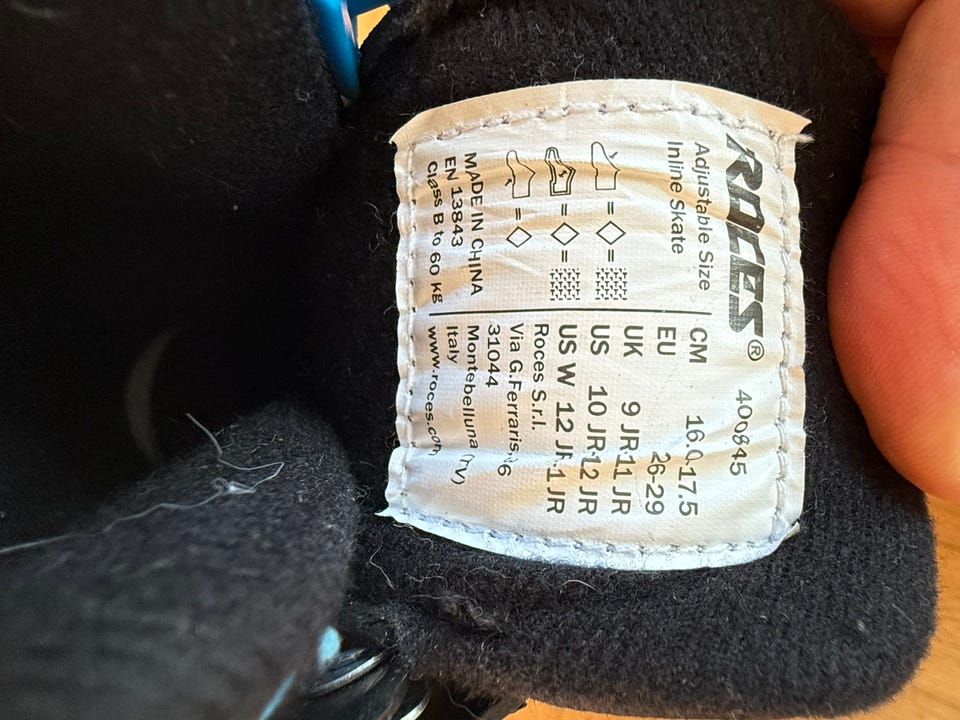 ROCES® 400845
Adjustable Size
Inline Skate
= ◇ =
= ◇ =
= ◇
MADE IN CHINA
EN 13843
Class B to 60 kg
CM 16.0-17.5
EU 26-29
UK 9 JR-11 JR
US 10 JR-12 JR
US W 12 JR-1 JR
Roces S.r.l.
Via G.Ferraris,
31044
Montebelluna (TV)
Italy
www.roces.com